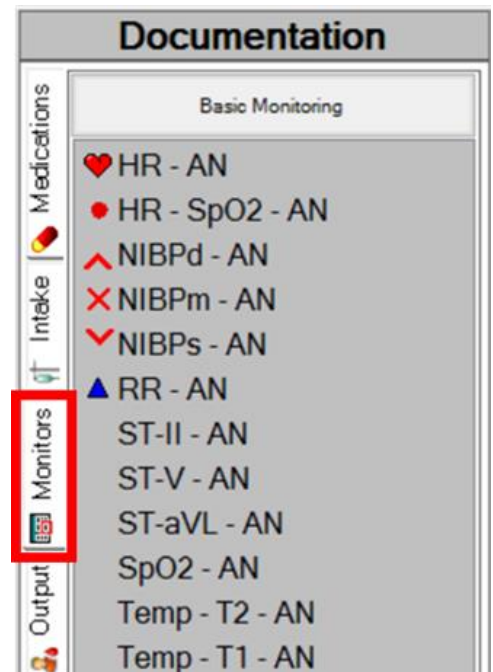 Documentation
Medications
Intake
Monitors
Output
Basic Monitoring
HR - AN
HR - SpO2 - AN
NIBPd - AN
NIBPm - AN
NIBPs - AN
RR - AN
ST-II - AN
ST-V - AN
ST-aVL - AN
SpO2 - AN
Temp - T2 - AN
Temp - T1 - AN